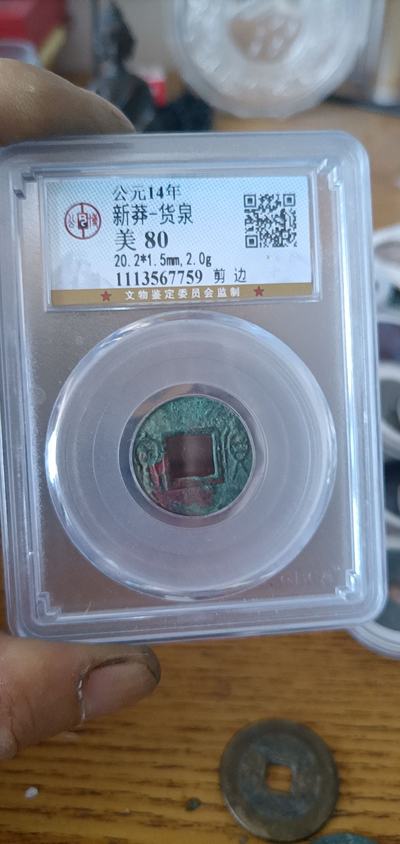 公元14年
新莽-货泉
美 80
20.2*1.5mm,2.0g
1113567759 剪 边
★ 文物鉴定委员会监制 ★